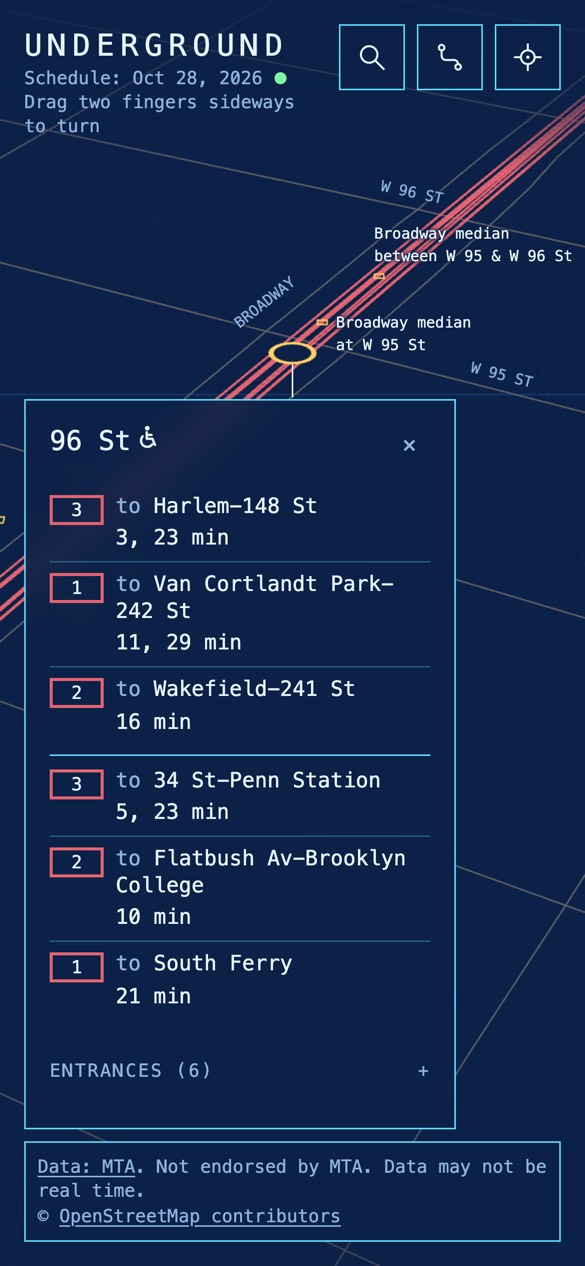 UNDERGROUND
Schedule: Oct 28, 2026
Drag two fingers sideways
to turn
W 96 ST
Broadway median
between W 95 & W 96 St
BROADWAY
Broadway median
at W 95 St
W 95 ST
96 St
×
3 to Harlem–148 St
3, 23 min
1 to Van Cortlandt Park–
242 St
11, 29 min
2 to Wakefield–241 St
16 min
3 to 34 St–Penn Station
5, 23 min
2 to Flatbush Av–Brooklyn
College
10 min
1 to South Ferry
21 min
ENTRANCES (6) +
Data: MTA. Not endorsed by MTA. Data may not be
real time.
© OpenStreetMap contributors